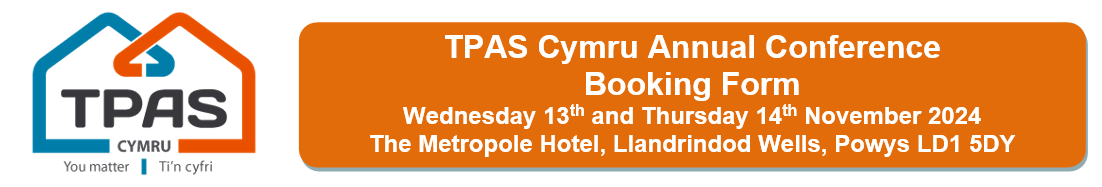 TPAS
CYMRU
You matter | Ti'n cyfri
TPAS Cymru Annual Conference
Booking Form
Wednesday 13th and Thursday 14th November 2024
The Metropole Hotel, Llandrindod Wells, Powys LD1 5DY